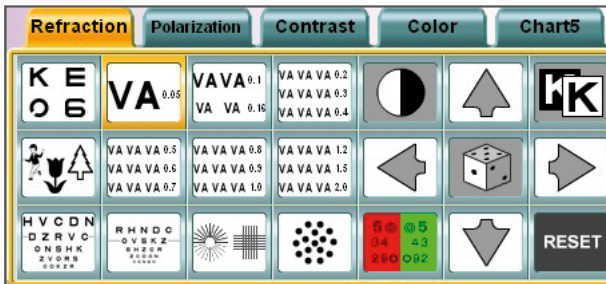 Refraction Polarization Contrast Color Chart5
K E VA 0.05 VA VA 0.1 VA VA VA 0.2 K K
VA VA VA 0.3
C 6 VA VA 0.16 VA VA VA 0.4
VA VA VA 0.5 VA VA VA 0.8 VA VA VA 1.2
VA VA VA 0.6 VA VA VA 0.9 VA VA VA 1.5
VA VA VA 0.7 VA VA VA 1.0 VA VA VA 2.0
H V C D N R H N D C 5 5
D Z R V C O V S K Z 34 43
O N S H K S H Z C R 290 092 RESET
Z V O R S
C O K Z R